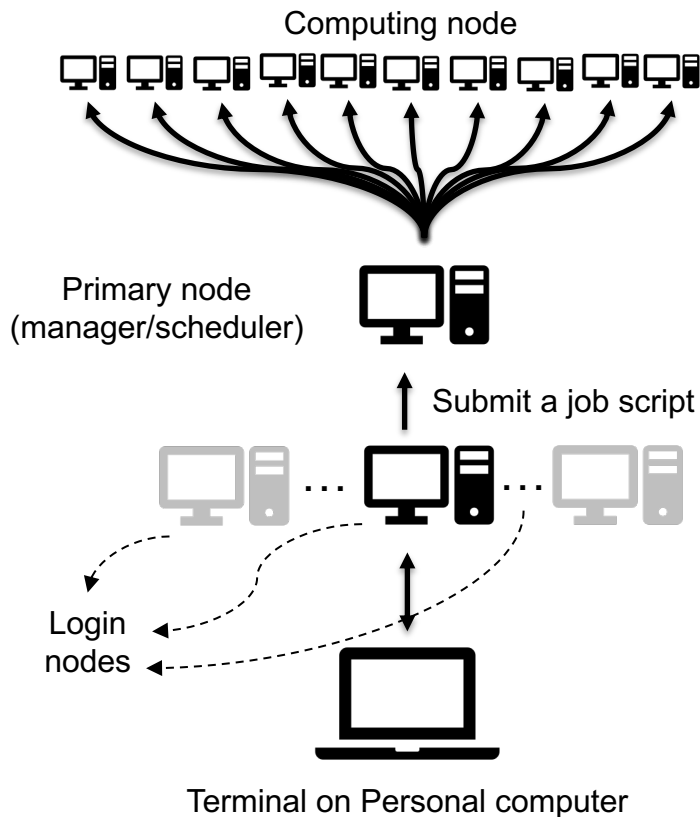 Computing node
Primary node
(manager/scheduler)
Submit a job script
... ...
Login
nodes
Terminal on Personal computer